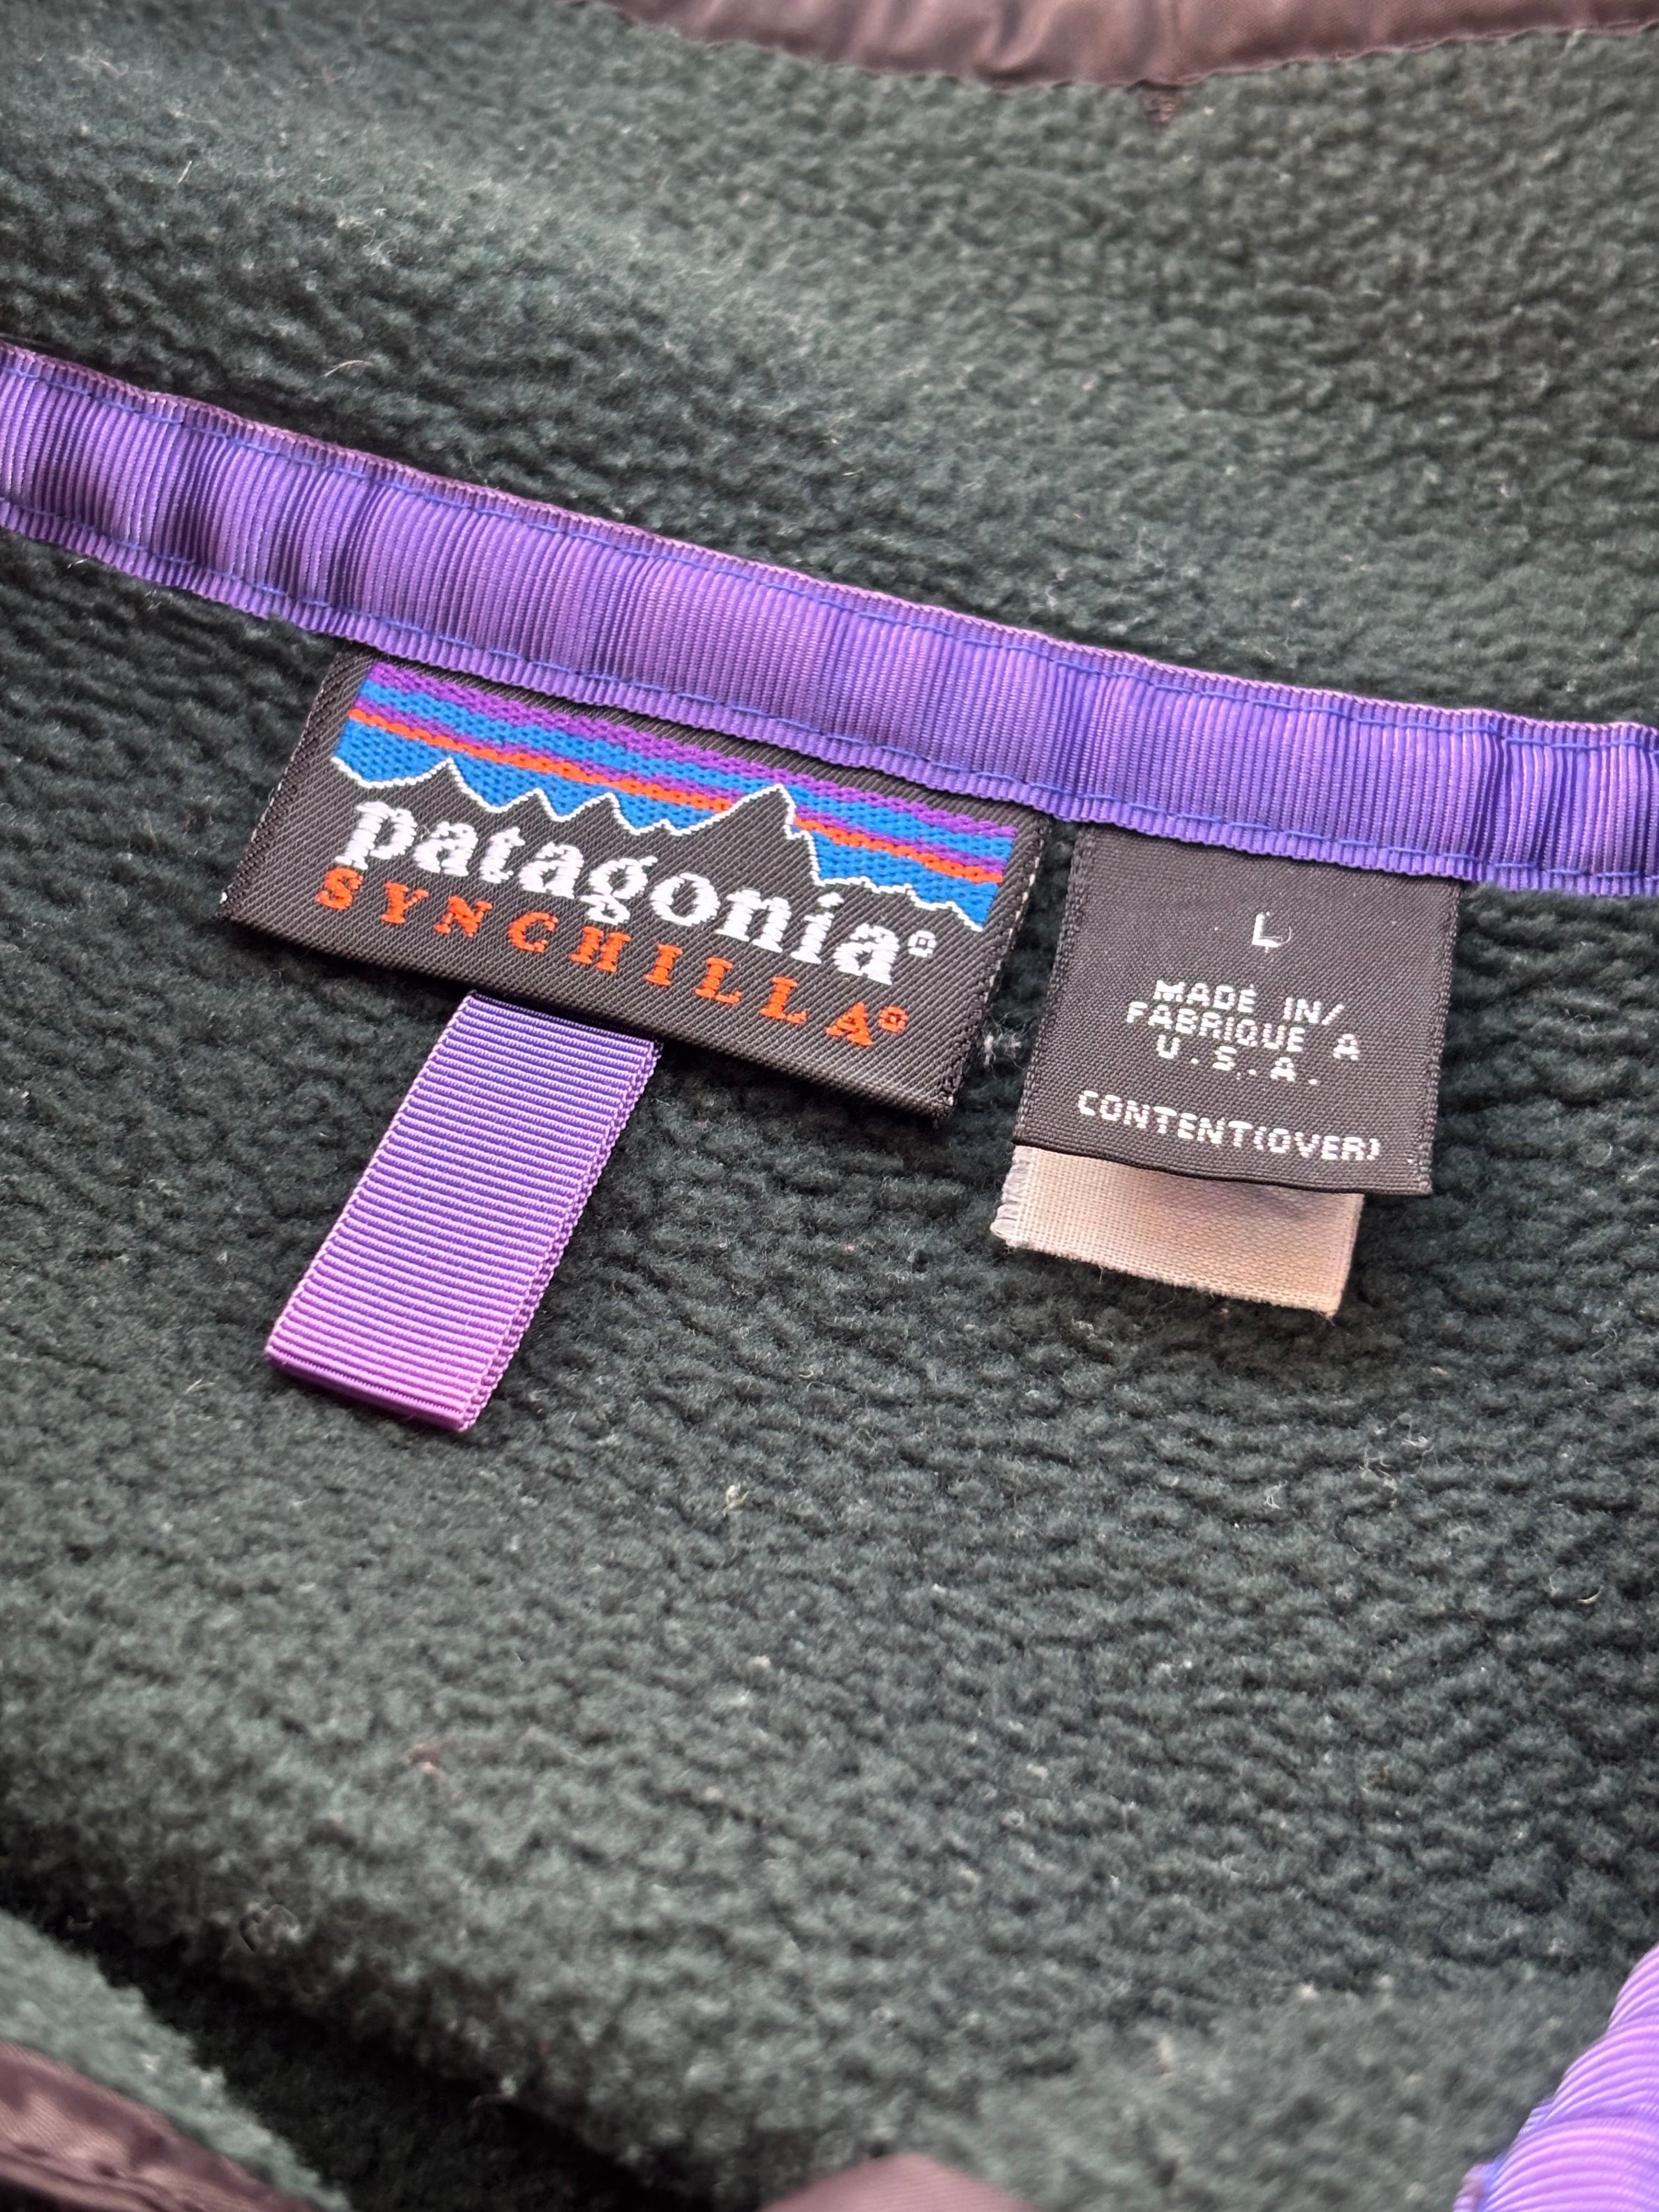 patagonia®
SYNCHILLA®
L
MADE IN/
FABRIQUE A
U.S.A.
CONTENT(OVER)